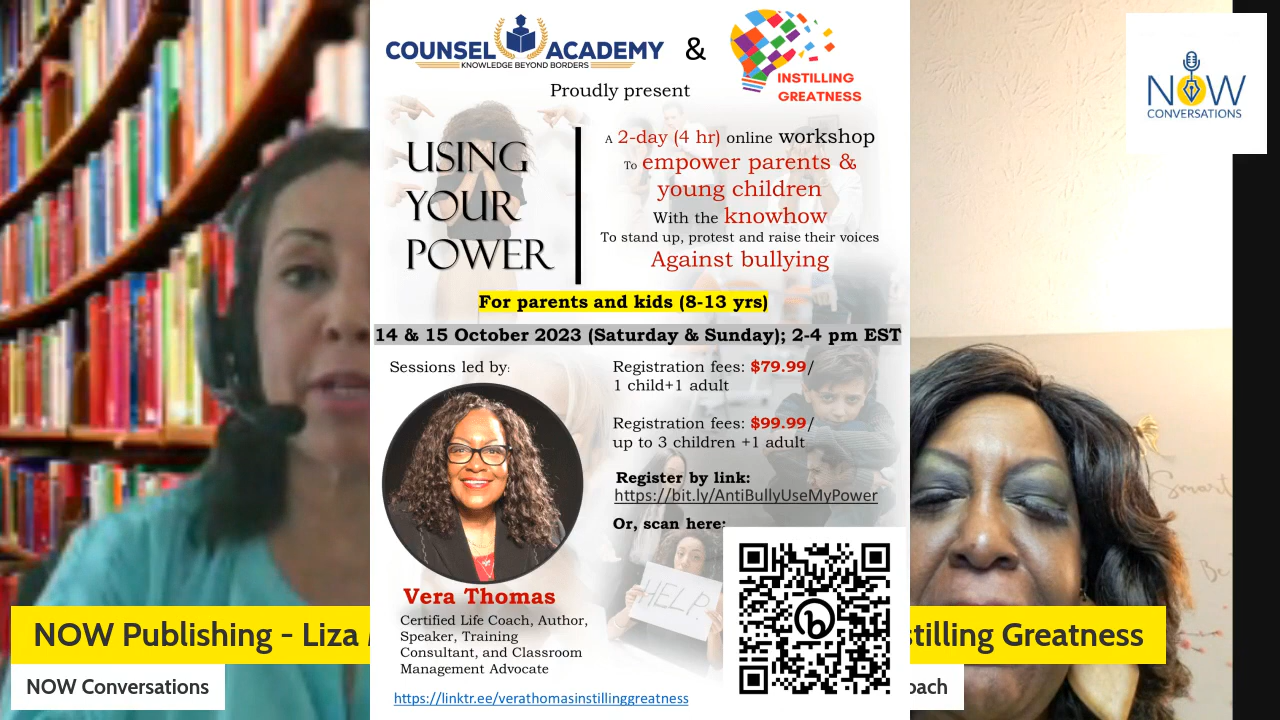 COUNSEL ACADEMY
KNOWLEDGE BEYOND BORDERS
&
INSTILLING
GREATNESS
Proudly present
USING
YOUR
POWER
A 2-day (4 hr) online workshop
To empower parents &
young children
With the knowhow
To stand up, protest and raise their voices
Against bullying
For parents and kids (8-13 yrs)
14 & 15 October 2023 (Saturday & Sunday); 2-4 pm EST
Sessions led by:
Registration fees: $79.99/
1 child+1 adult
Registration fees: $99.99/
up to 3 children +1 adult
Register by link:
https://bit.ly/AntiBullyUseMyPower
Or, scan here:
HELP
Vera Thomas
Certified Life Coach, Author,
Speaker, Training
Consultant, and Classroom
Management Advocate
https://linktr.ee/verathomasinstillinggreatness
NOW
CONVERSATIONS
Smart
Be
NOW Publishing - Liza
NOW Conversations
stilling Greatness
oach